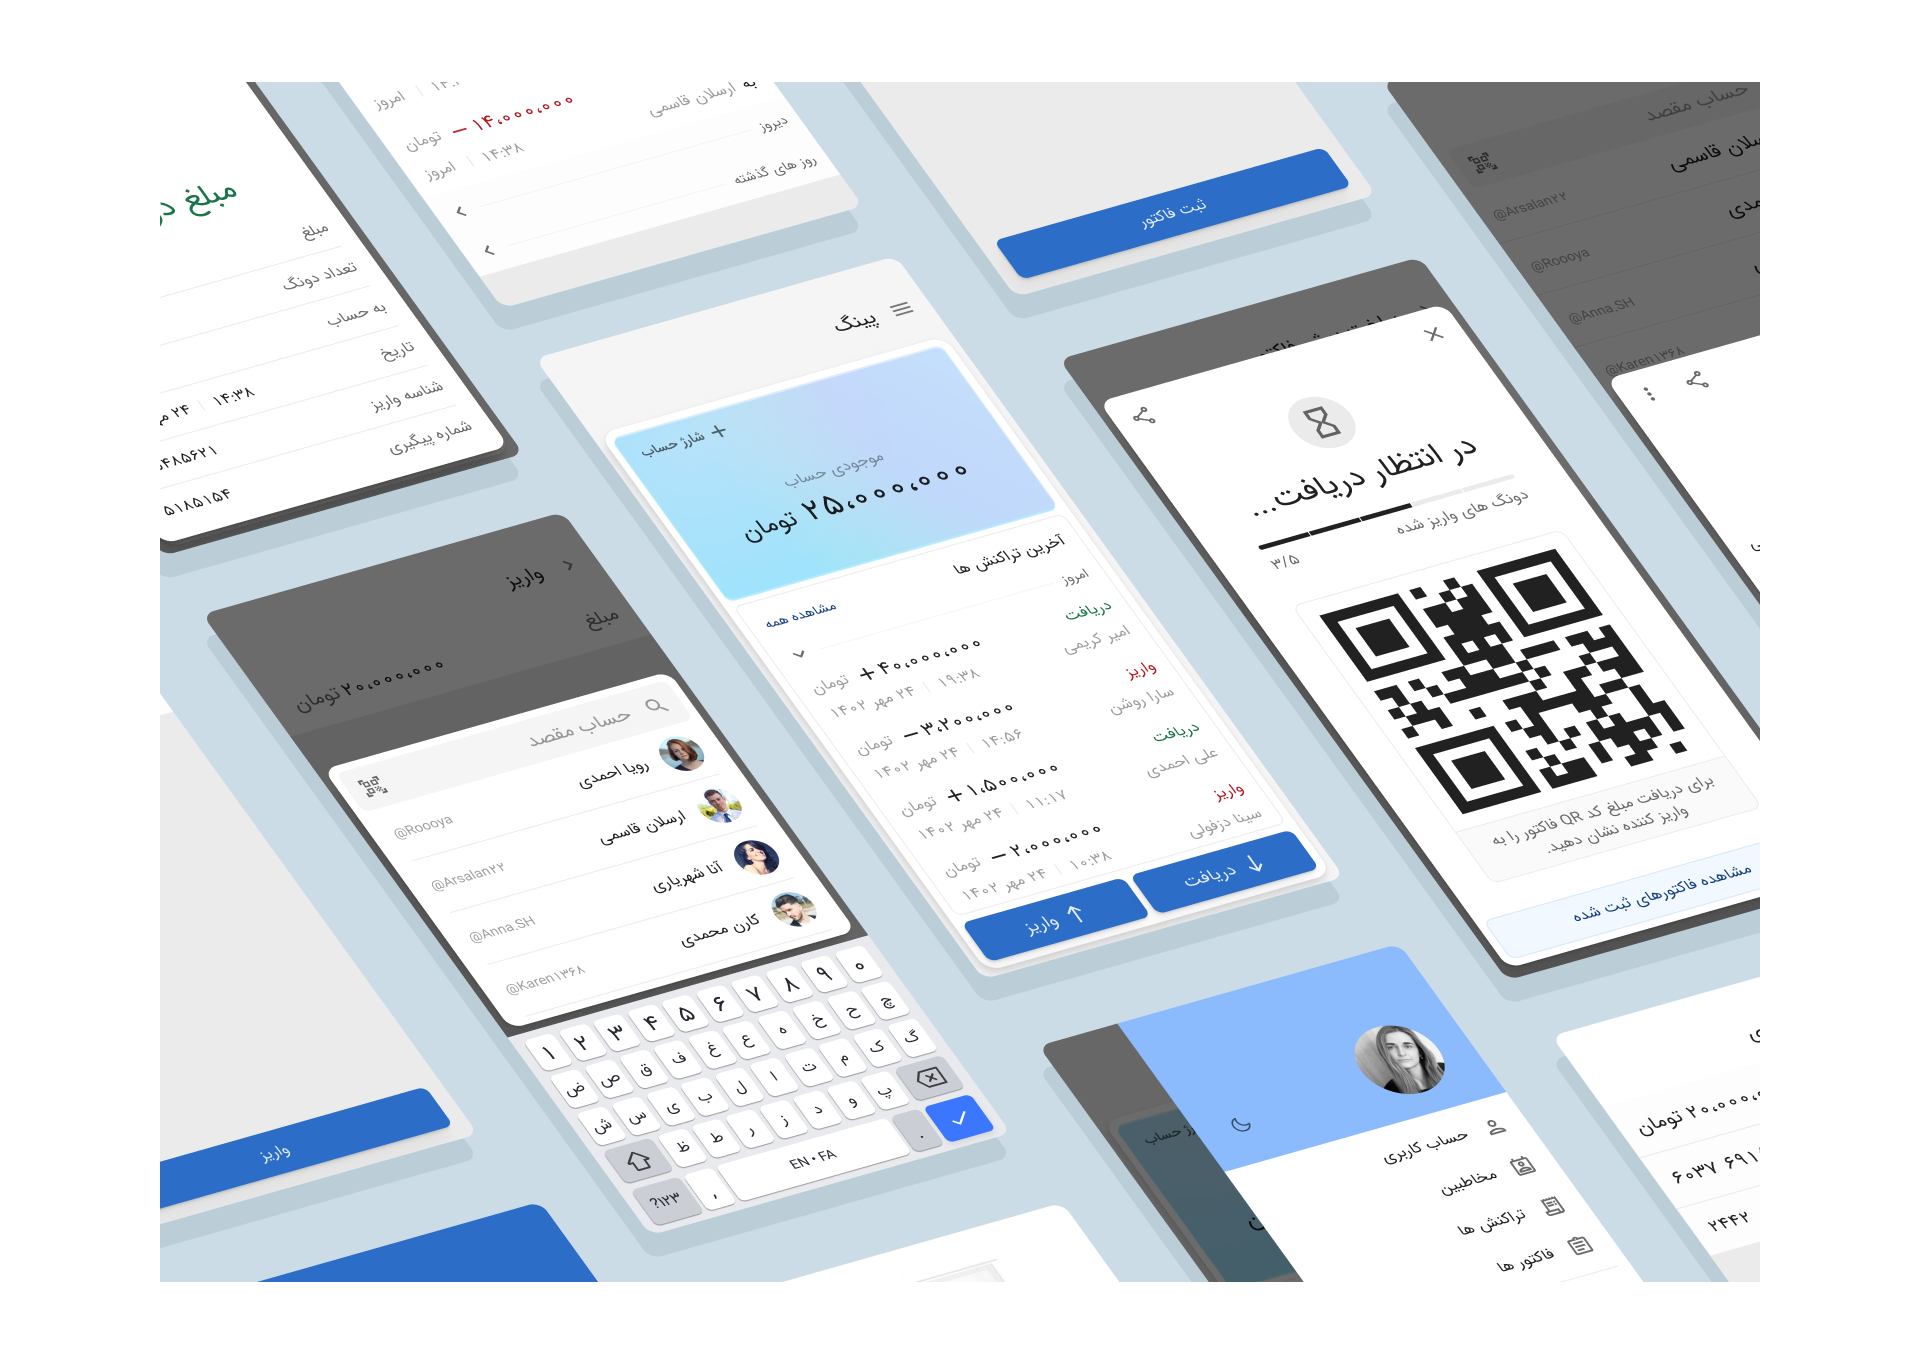 مبلغ
مبلغ
تعداد دونگ
به حساب
تاریخ
۱۴:۳۸ | ۲۴
شناسه واریز
۴۸۵۶۲۱
شماره پیگیری
۵۱۸۵۱۵۴
امروز
به ارسلان قاسمی
− ۱۴،۰۰۰،۰۰۰ تومان
۱۴:۳۸ | امروز
دیروز
روز های گذشته
ثبت فاکتور
حساب مقصد
قاسمی
@Arsalan۲۲
@Roooya
@Anna.SH
@Karen۱۳۶۸
پینگ
شارژ حساب
موجودی حساب
۲۵،۰۰۰،۰۰۰ تومان
آخرین تراکنش ها
مشاهده همه
امروز
دریافت
امیر کریمی
+ ۴۰،۰۰۰،۰۰۰ تومان
۱۹:۳۸ | ۲۴ مهر ۱۴۰۲
واریز
سارا روشن
− ۳،۲۰۰،۰۰۰ تومان
۱۴:۵۶ | ۲۴ مهر ۱۴۰۲
دریافت
علی احمدی
+ ۱،۵۰۰،۰۰۰ تومان
۱۱:۱۷ | ۲۴ مهر ۱۴۰۲
واریز
سینا دزفولی
− ۲،۰۰۰،۰۰۰ تومان
۱۰:۳۸ | ۲۴ مهر ۱۴۰۲
دریافت
واریز
در انتظار دریافت...
دونگ های واریز شده
۳/۵
برای دریافت مبلغ کد QR فاکتور را به
واریز کننده نشان دهید.
مشاهده فاکتورهای ثبت شده
واریز
مبلغ
۲۰،۰۰۰،۰۰۰ تومان
حساب مقصد
رویا احمدی
@Roooya
ارسلان قاسمی
@Arsalan۲۲
آنا شهریاری
@Anna.SH
کارن محمدی
@Karen۱۳۶۸
۱ ۲ ۳ ۴ ۵ ۶ ۷ ۸ ۹ ۰
ض ص ق ف غ ع ه خ ح چ
ش س ی ب ل ا ت م ک گ
ظ ط ر ز د و پ
?۱۲۳ , EN•FA .
واریز
شارژ حساب
حساب کاربری
مخاطبین
تراکنش ها
فاکتور ها
تومان
۶۰۳۷
۲۴۴۲